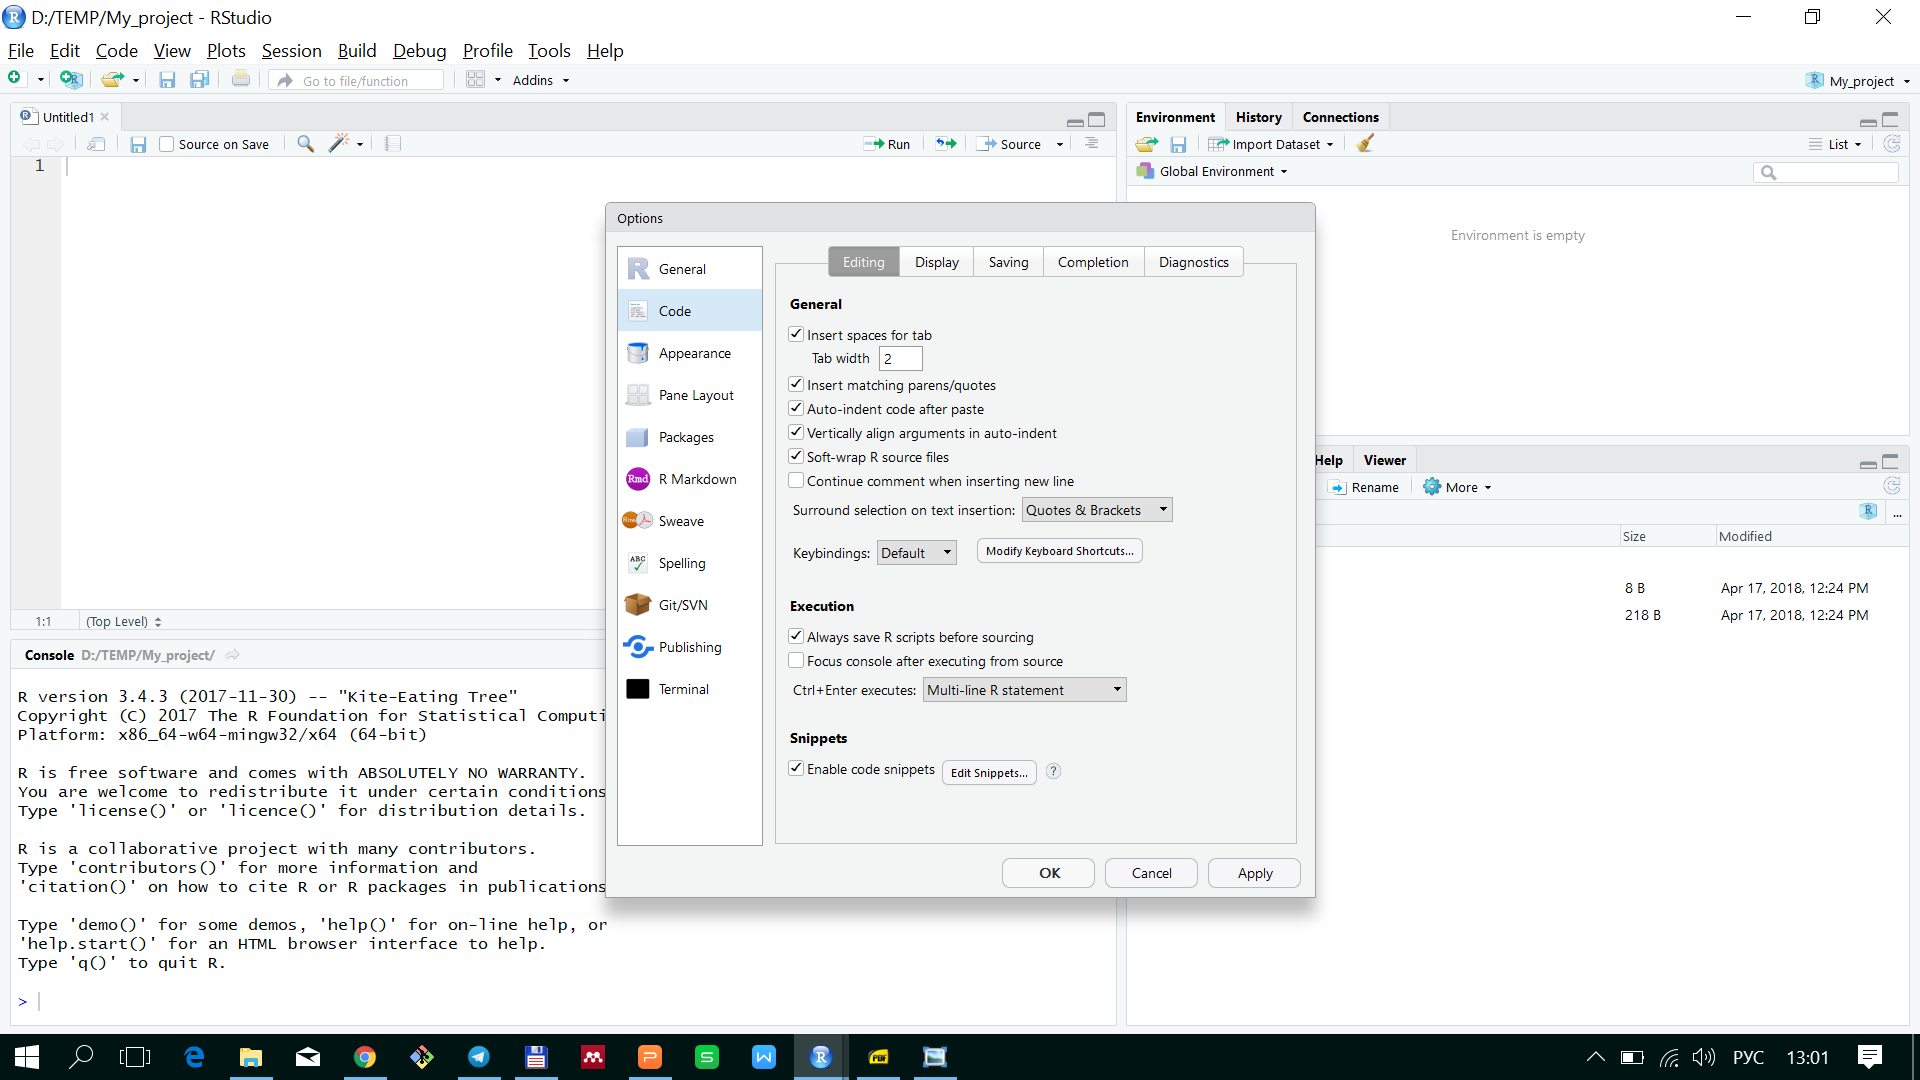 D:/TEMP/My_project - RStudio
File Edit Code View Plots Session Build Debug Profile Tools Help
Go to file/function Addins My_project
Untitled1
Source on Save Run Source
1
1:1 (Top Level)
Console D:/TEMP/My_project/
R version 3.4.3 (2017-11-30) -- "Kite-Eating Tree"
Copyright (C) 2017 The R Foundation for Statistical Computi
Platform: x86_64-w64-mingw32/x64 (64-bit)
R is free software and comes with ABSOLUTELY NO WARRANTY.
You are welcome to redistribute it under certain conditions
Type 'license()' or 'licence()' for distribution details.
R is a collaborative project with many contributors.
Type 'contributors()' for more information and
'citation()' on how to cite R or R packages in publications
Type 'demo()' for some demos, 'help()' for on-line help, or
'help.start()' for an HTML browser interface to help.
Type 'q()' to quit R.
>
Options
General
Code
Appearance
Pane Layout
Packages
Rmd R Markdown
Rnw Sweave
ABC Spelling
Git/SVN
Publishing
Terminal
Editing Display Saving Completion Diagnostics
General
Insert spaces for tab
Tab width 2
Insert matching parens/quotes
Auto-indent code after paste
Vertically align arguments in auto-indent
Soft-wrap R source files
Continue comment when inserting new line
Surround selection on text insertion: Quotes & Brackets
Keybindings: Default Modify Keyboard Shortcuts...
Execution
Always save R scripts before sourcing
Focus console after executing from source
Ctrl+Enter executes: Multi-line R statement
Snippets
Enable code snippets Edit Snippets... ?
OK Cancel Apply
Environment History Connections
Import Dataset List
Global Environment
Environment is empty
Help Viewer
Rename More
...
Size Modified
8 B Apr 17, 2018, 12:24 PM
218 B Apr 17, 2018, 12:24 PM
РУС 13:01